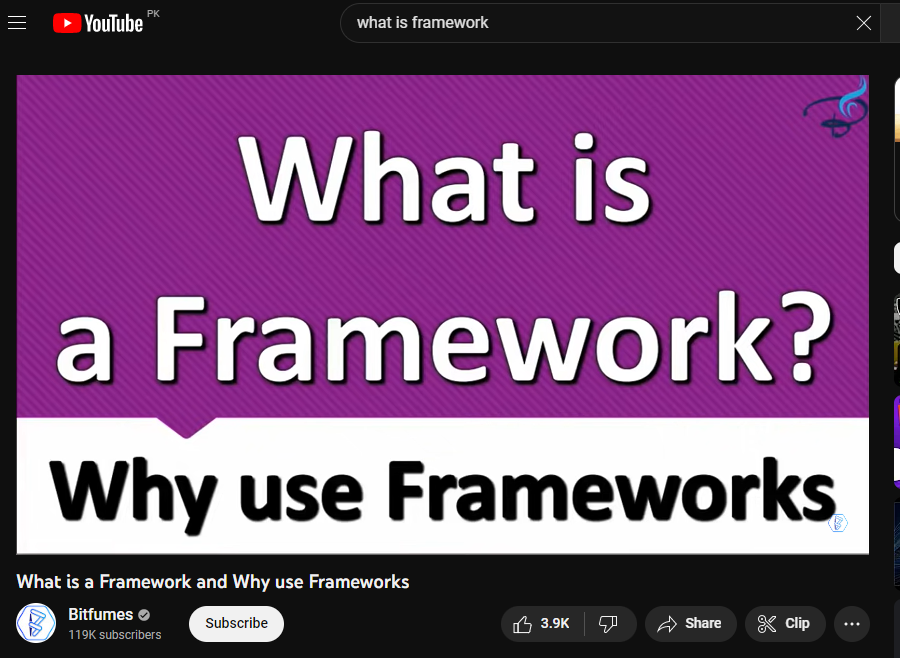 YouTube PK
what is framework
What is
a Framework?
Why use Frameworks
What is a Framework and Why use Frameworks
Bitfumes
119K subscribers
Subscribe
3.9K
Share
Clip